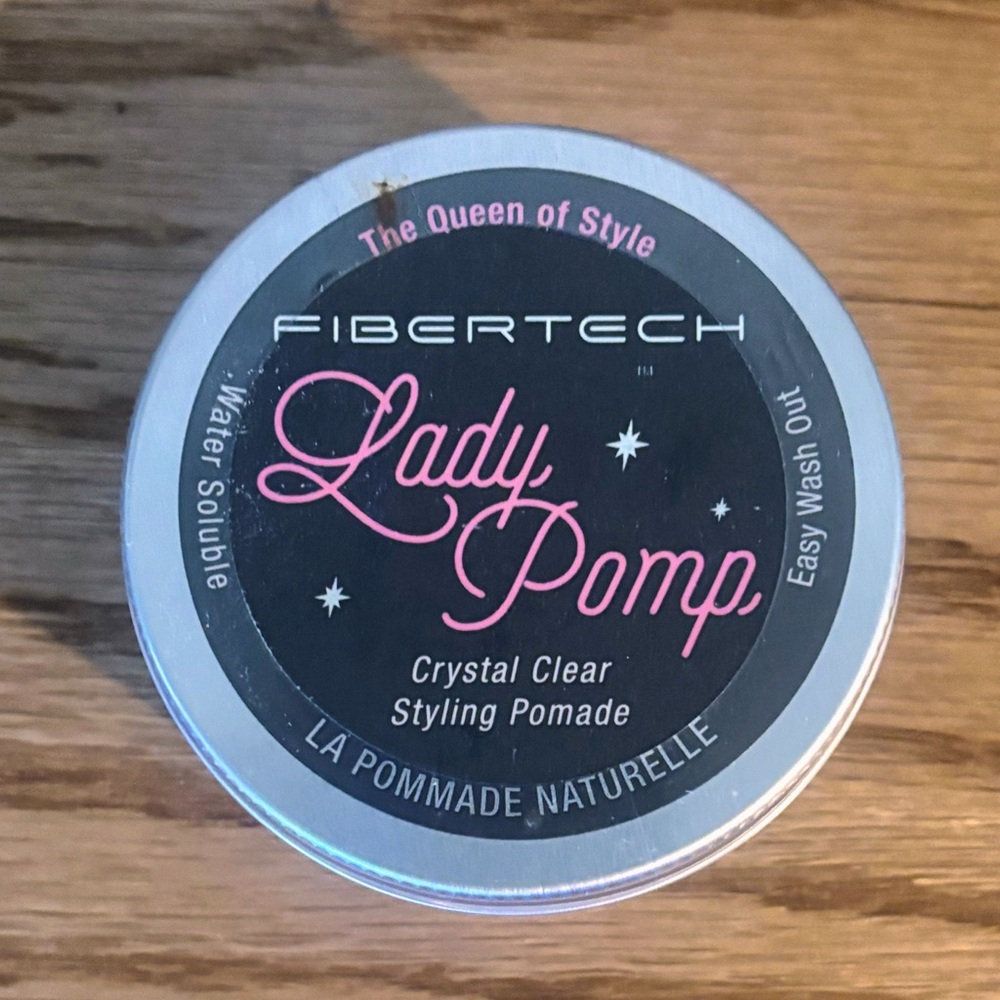 The Queen of Style
FIBERTECH
Lady
Pomp
Crystal Clear
Styling Pomade
Water Soluble
Easy Wash Out
LA POMMADE NATURELLE